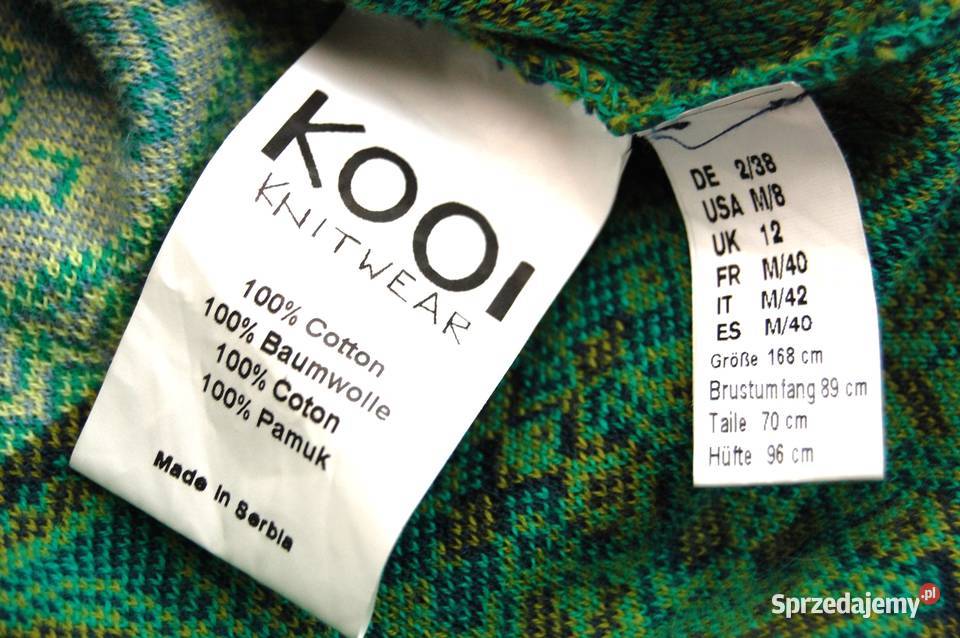 KOOI
KNITWEAR
100% Cotton
100% Baumwolle
100% Coton
100% Pamuk
Made in Serbia
DE 2/38
USA M/8
UK 12
FR M/40
IT M/42
ES M/40
Größe 168 cm
Brustumfang 89 cm
Taile 70 cm
Hüfte 96 cm
Sprzedajemy.pl